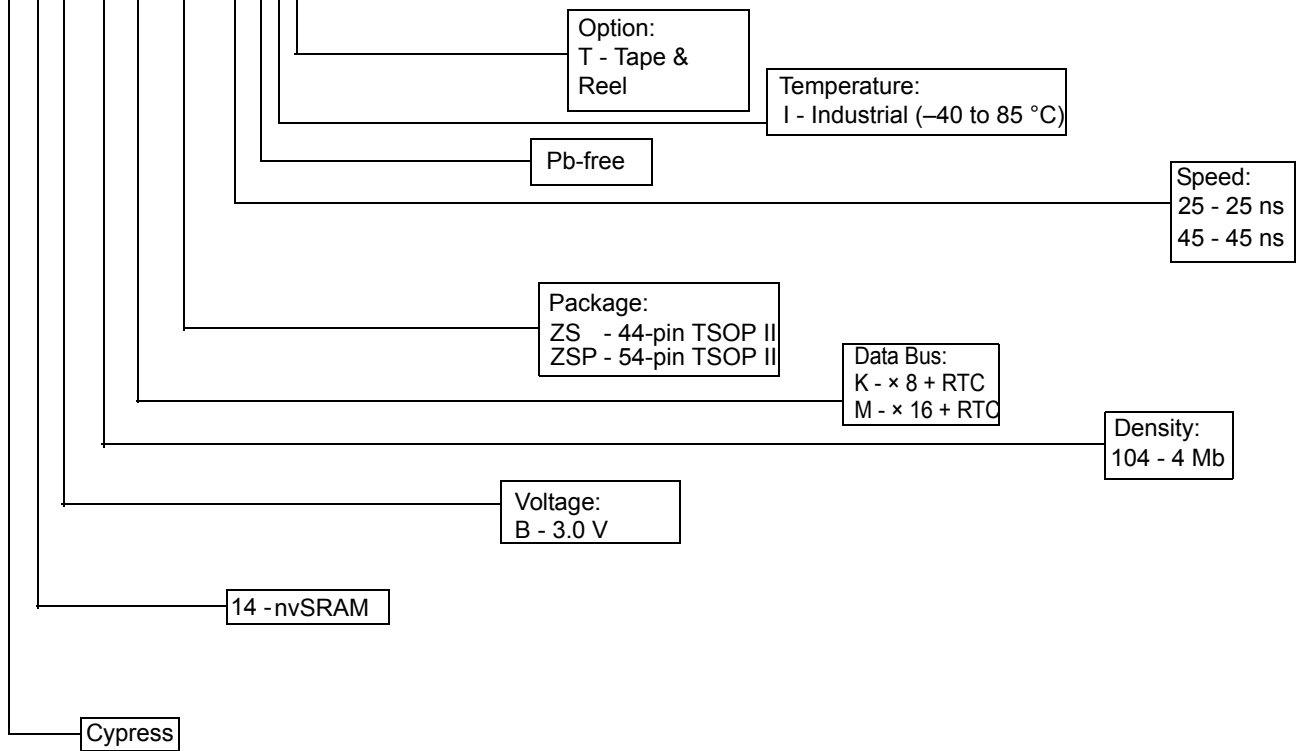 Option:
T - Tape &
Reel
Temperature:
I - Industrial (–40 to 85 °C)
Pb-free
Speed:
25 - 25 ns
45 - 45 ns
Package:
ZS - 44-pin TSOP II
ZSP - 54-pin TSOP II
Data Bus:
K - × 8 + RTC
M - × 16 + RTC
Density:
104 - 4 Mb
Voltage:
B - 3.0 V
14 - nvSRAM
Cypress